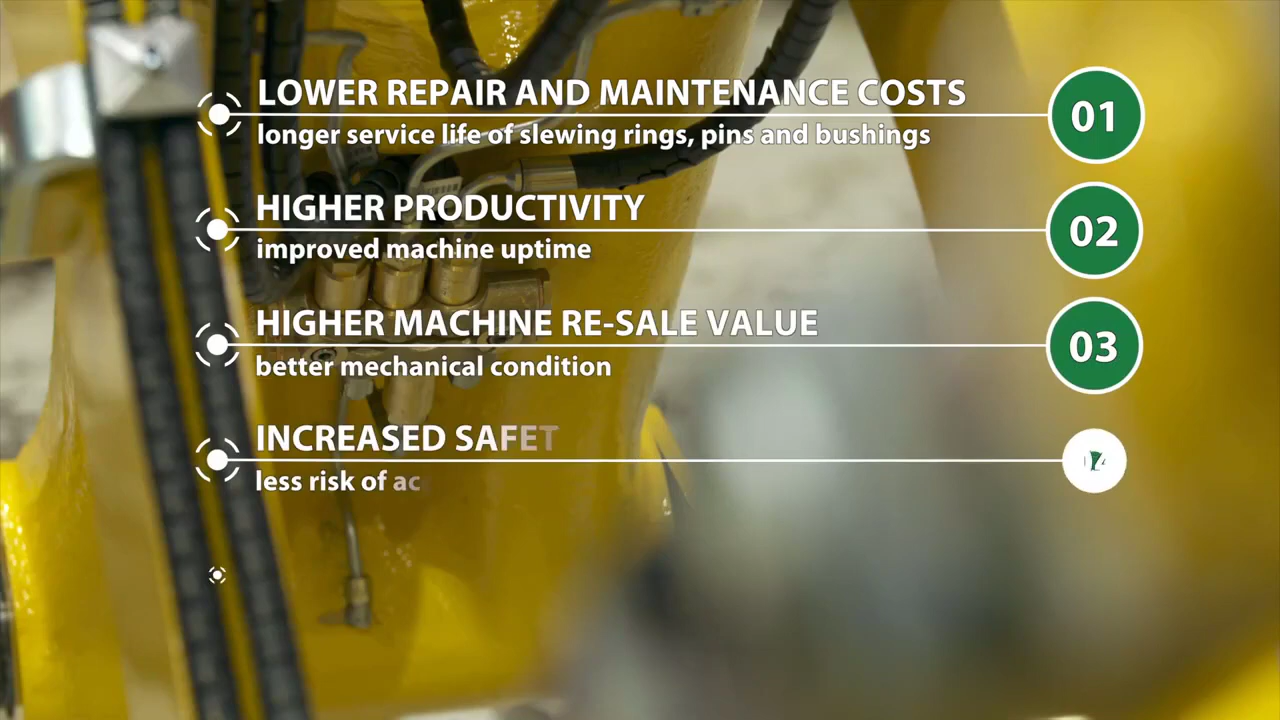 LOWER REPAIR AND MAINTENANCE COSTS
longer service life of slewing rings, pins and bushings
01
HIGHER PRODUCTIVITY
improved machine uptime
02
HIGHER MACHINE RE-SALE VALUE
better mechanical condition
03
INCREASED SAFET
less risk of ac